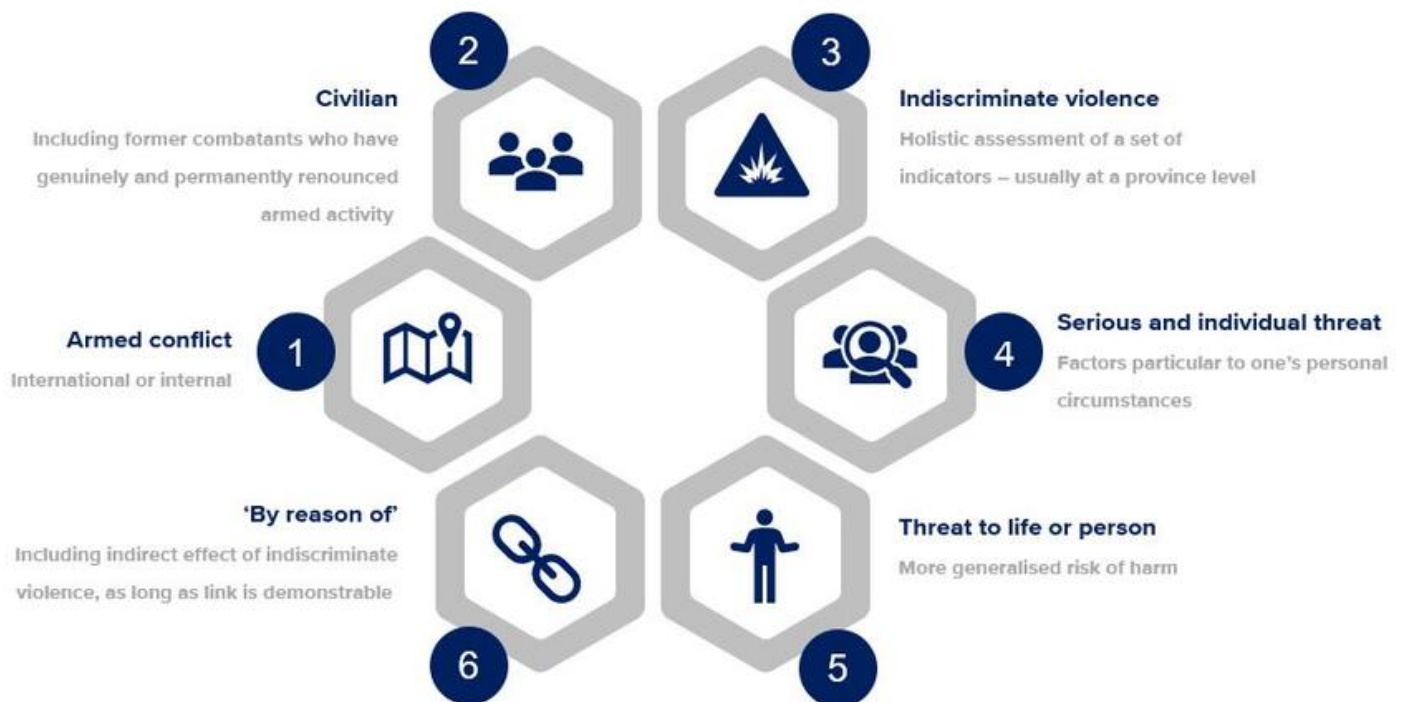 2
Civilian
Including former combatants who have
genuinely and permanently renounced
armed activity
3
Indiscriminate violence
Holistic assessment of a set of
indicators – usually at a province level
1
Armed conflict
International or internal
4
Serious and individual threat
Factors particular to one's personal
circumstances
6
‘By reason of’
Including indirect effect of indiscriminate
violence, as long as link is demonstrable
5
Threat to life or person
More generalised risk of harm